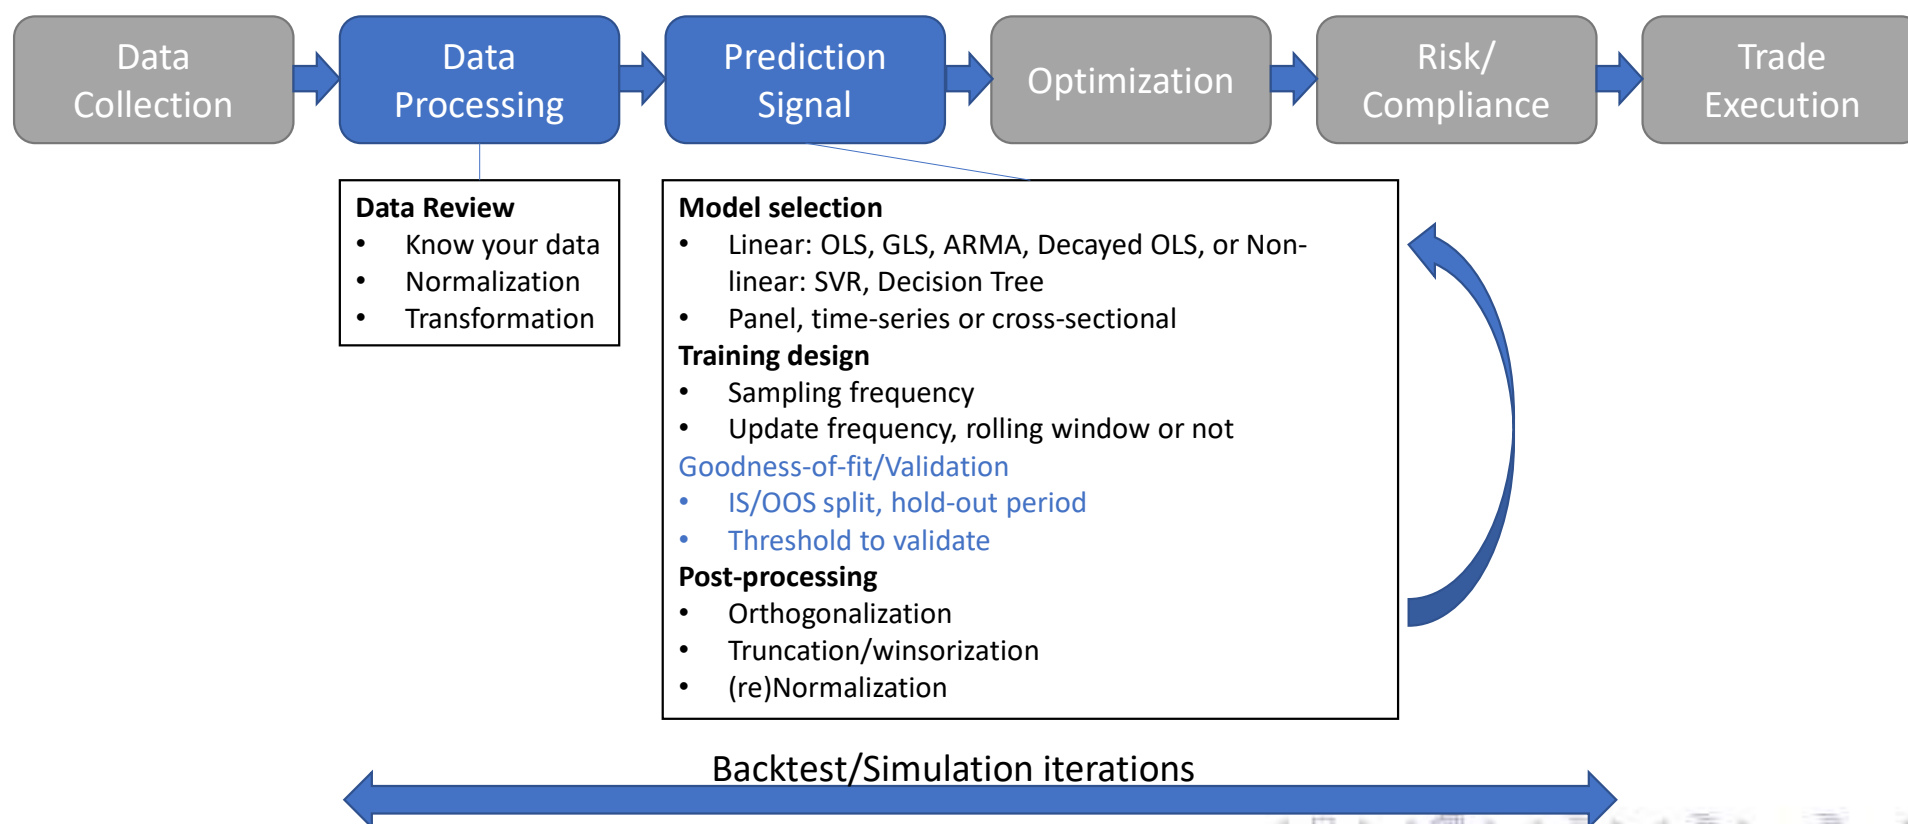 Data
Collection
Data
Processing
Prediction
Signal
Optimization
Risk/
Compliance
Trade
Execution
Data Review
• Know your data
• Normalization
• Transformation
Model selection
• Linear: OLS, GLS, ARMA, Decayed OLS, or Non-
linear: SVR, Decision Tree
• Panel, time-series or cross-sectional
Training design
• Sampling frequency
• Update frequency, rolling window or not
Goodness-of-fit/Validation
• IS/OOS split, hold-out period
• Threshold to validate
Post-processing
• Orthogonalization
• Truncation/winsorization
• (re)Normalization
Backtest/Simulation iterations